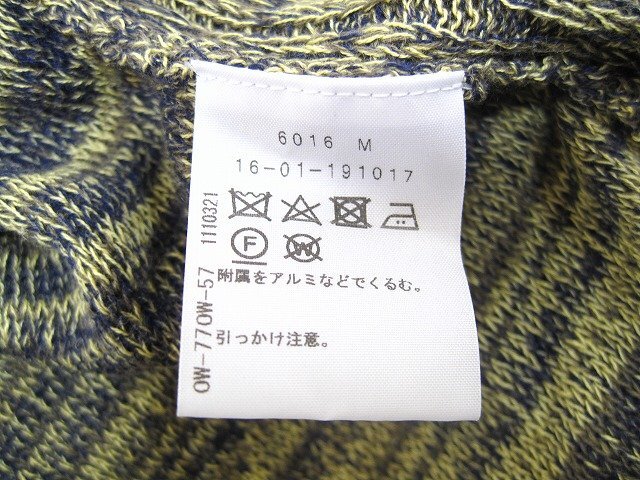 6016 M
16-01-191017
F
W
附属をアルミなどでくるむ。
引っかけ注意。
OW-770W-57 1110321